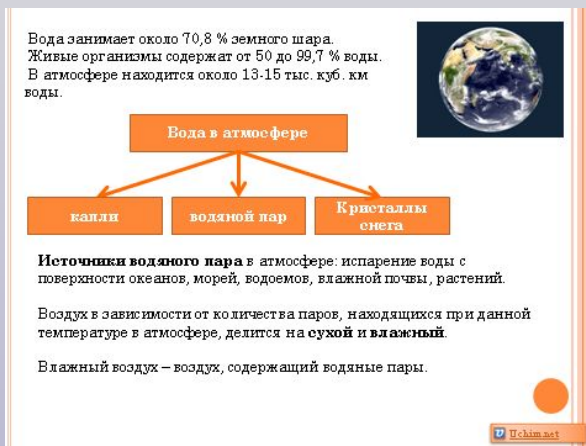 Вода занимает около 70,8 % земного шара.
Живые организмы содержат от 50 до 99,7 % воды.
В атмосфере находится около 13-15 тыс. куб. км
воды.
Вода в атмосфере
капли
водяной пар
Кристаллы
снега
Источники водяного пара в атмосфере: испарение воды с
поверхности океанов, морей, водоемов, влажной почвы, растений.
Воздух в зависимости от количества паров, находящихся при данной
температуре в атмосфере, делится на сухой и влажный.
Влажный воздух – воздух, содержащий водяные пары.
Uchim.net